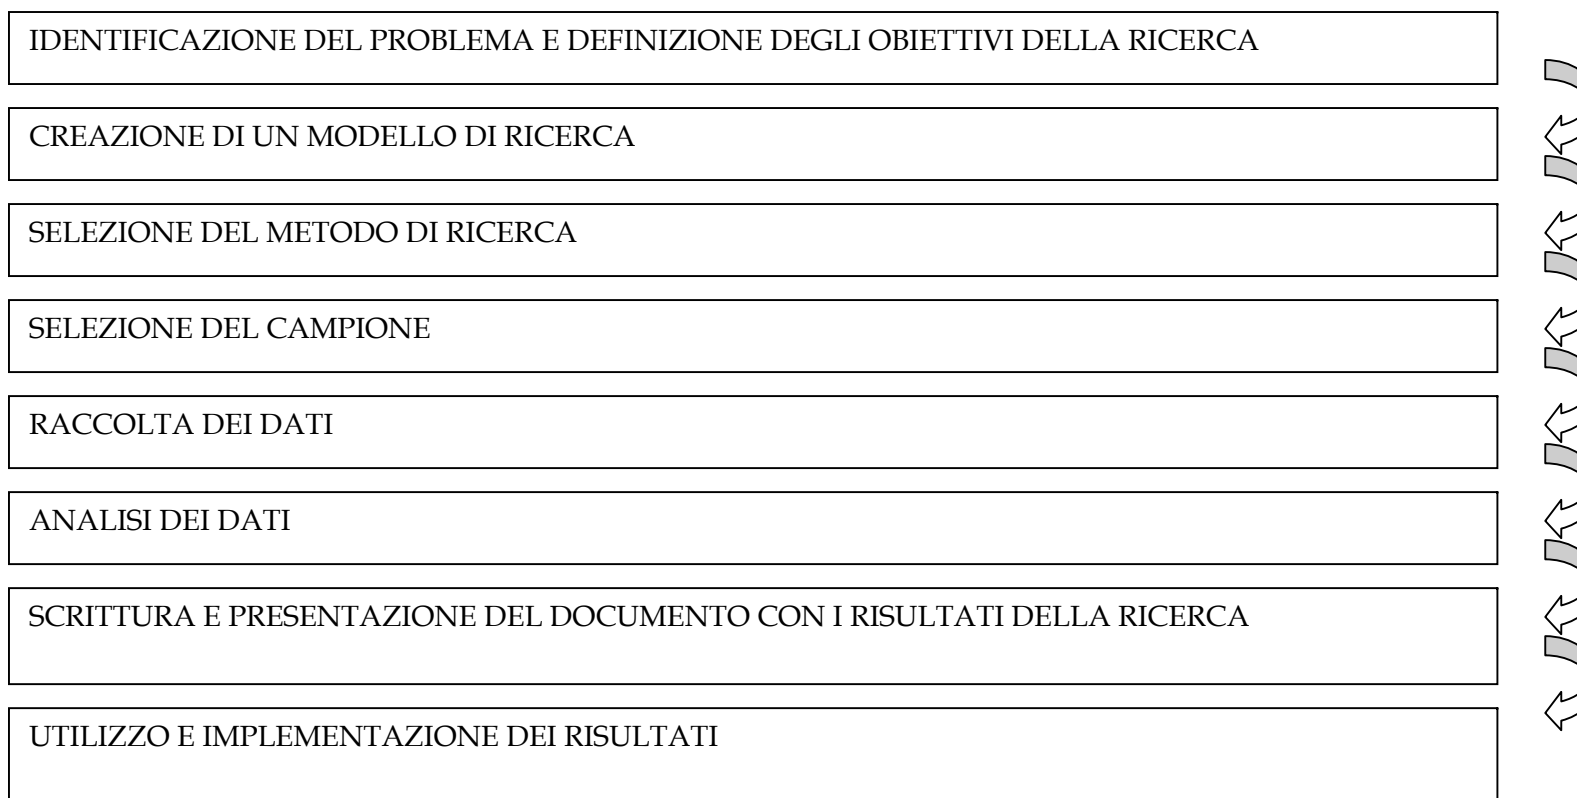 IDENTIFICAZIONE DEL PROBLEMA E DEFINIZIONE DEGLI OBIETTIVI DELLA RICERCA
CREAZIONE DI UN MODELLO DI RICERCA
SELEZIONE DEL METODO DI RICERCA
SELEZIONE DEL CAMPIONE
RACCOLTA DEI DATI
ANALISI DEI DATI
SCRITTURA E PRESENTAZIONE DEL DOCUMENTO CON I RISULTATI DELLA RICERCA
UTILIZZO E IMPLEMENTAZIONE DEI RISULTATI